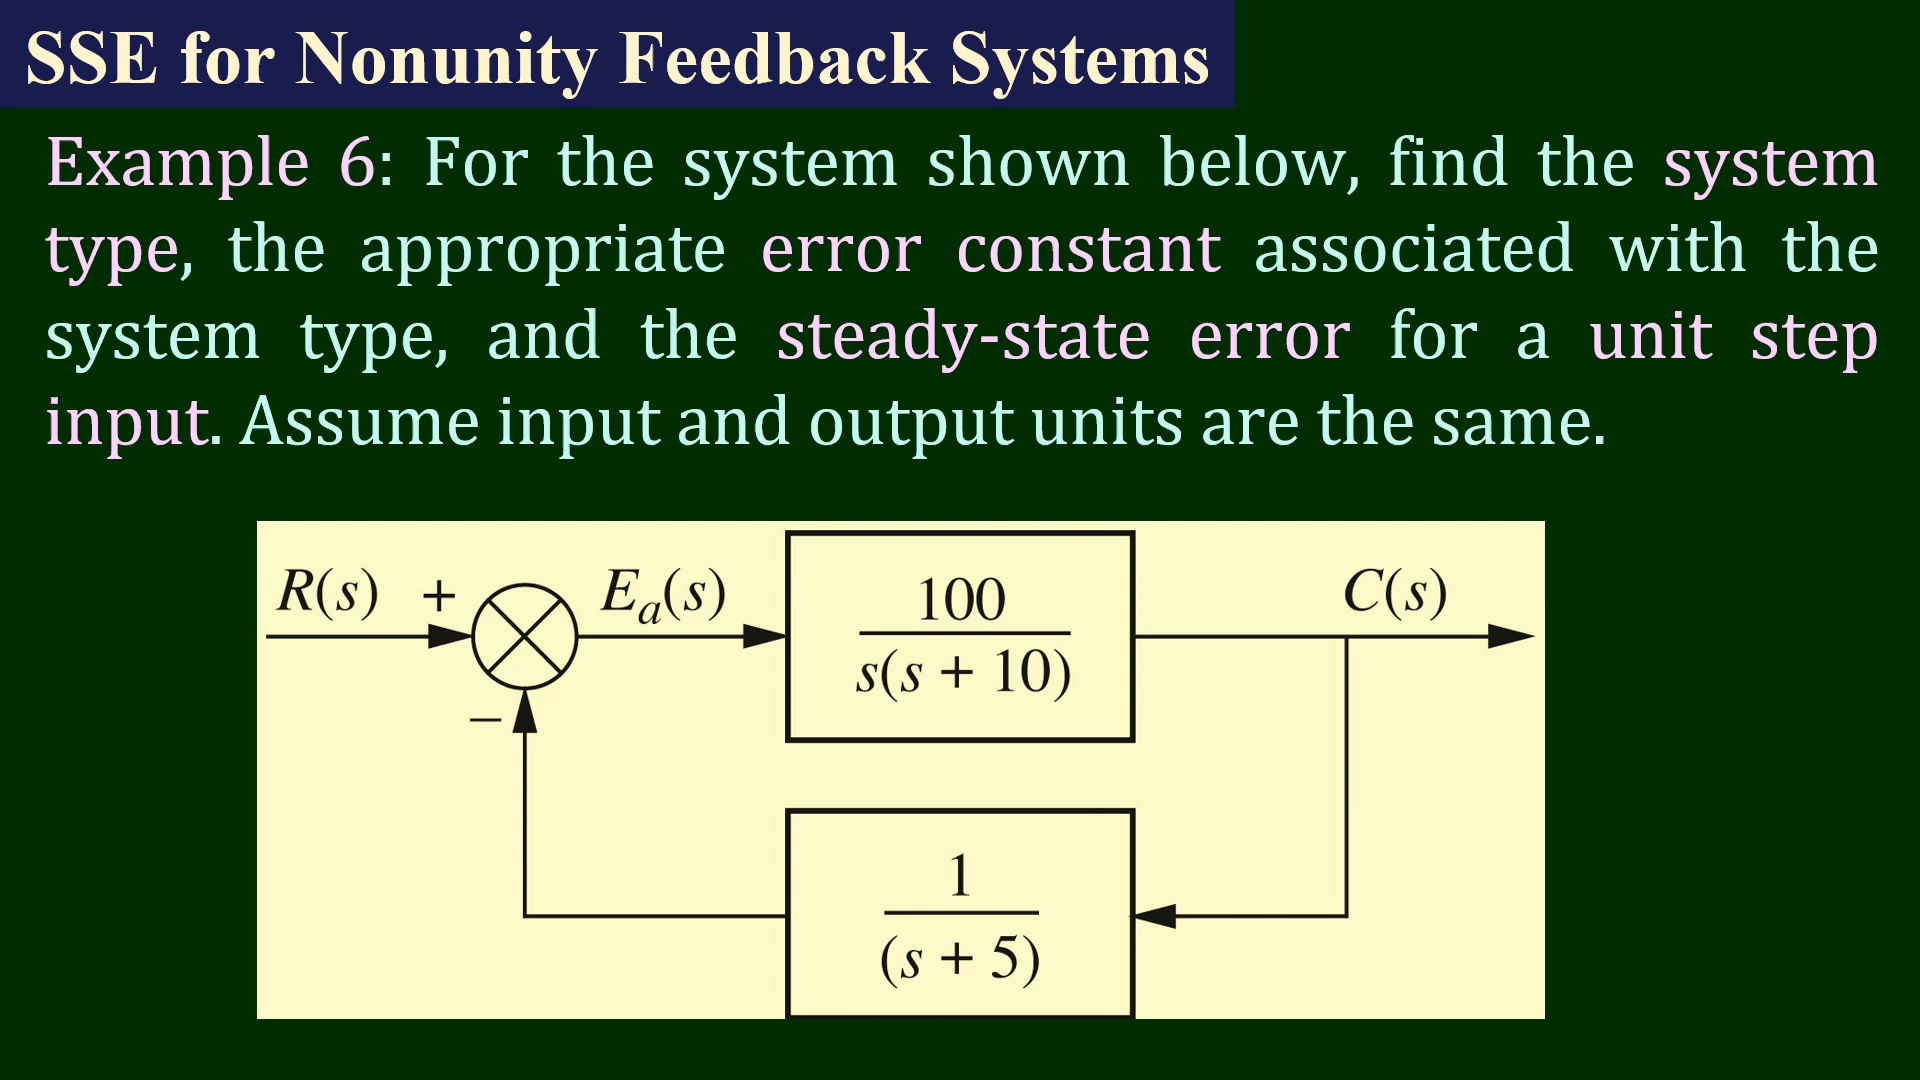 SSE for Nonunity Feedback Systems
Example 6: For the system shown below, find the system
type, the appropriate error constant associated with the
system type, and the steady-state error for a unit step
input. Assume input and output units are the same.
R(s) + Eₐ(s) 100 C(s)
s(s + 10)
−
1
(s + 5)